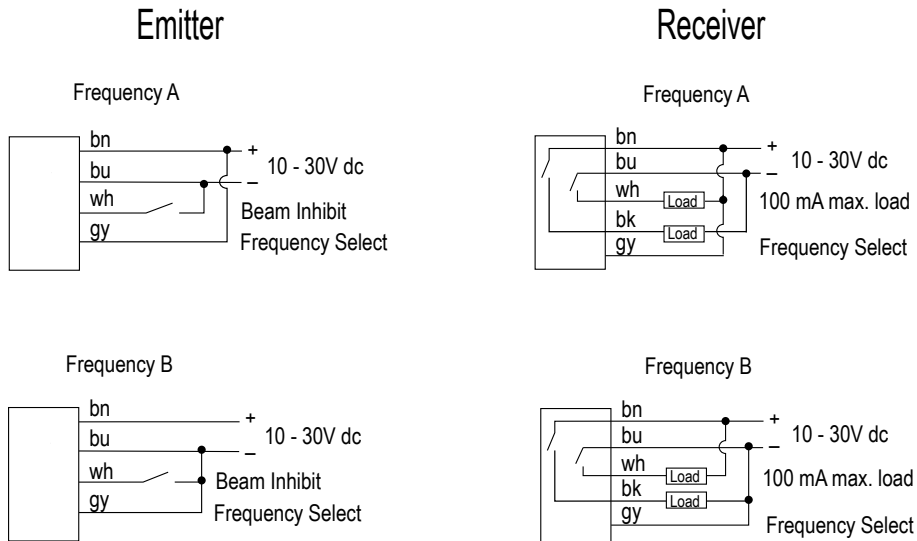 Emitter
Receiver
Frequency A
bn
+
10 - 30V dc
bu
–
wh
Beam Inhibit
gy
Frequency Select
Frequency A
bn
+
10 - 30V dc
bu
–
wh
Load
100 mA max. load
bk
Load
gy
Frequency Select
Frequency B
bn
+
10 - 30V dc
bu
–
wh
Beam Inhibit
gy
Frequency Select
Frequency B
bn
+
10 - 30V dc
bu
–
wh
Load
100 mA max. load
bk
Load
gy
Frequency Select